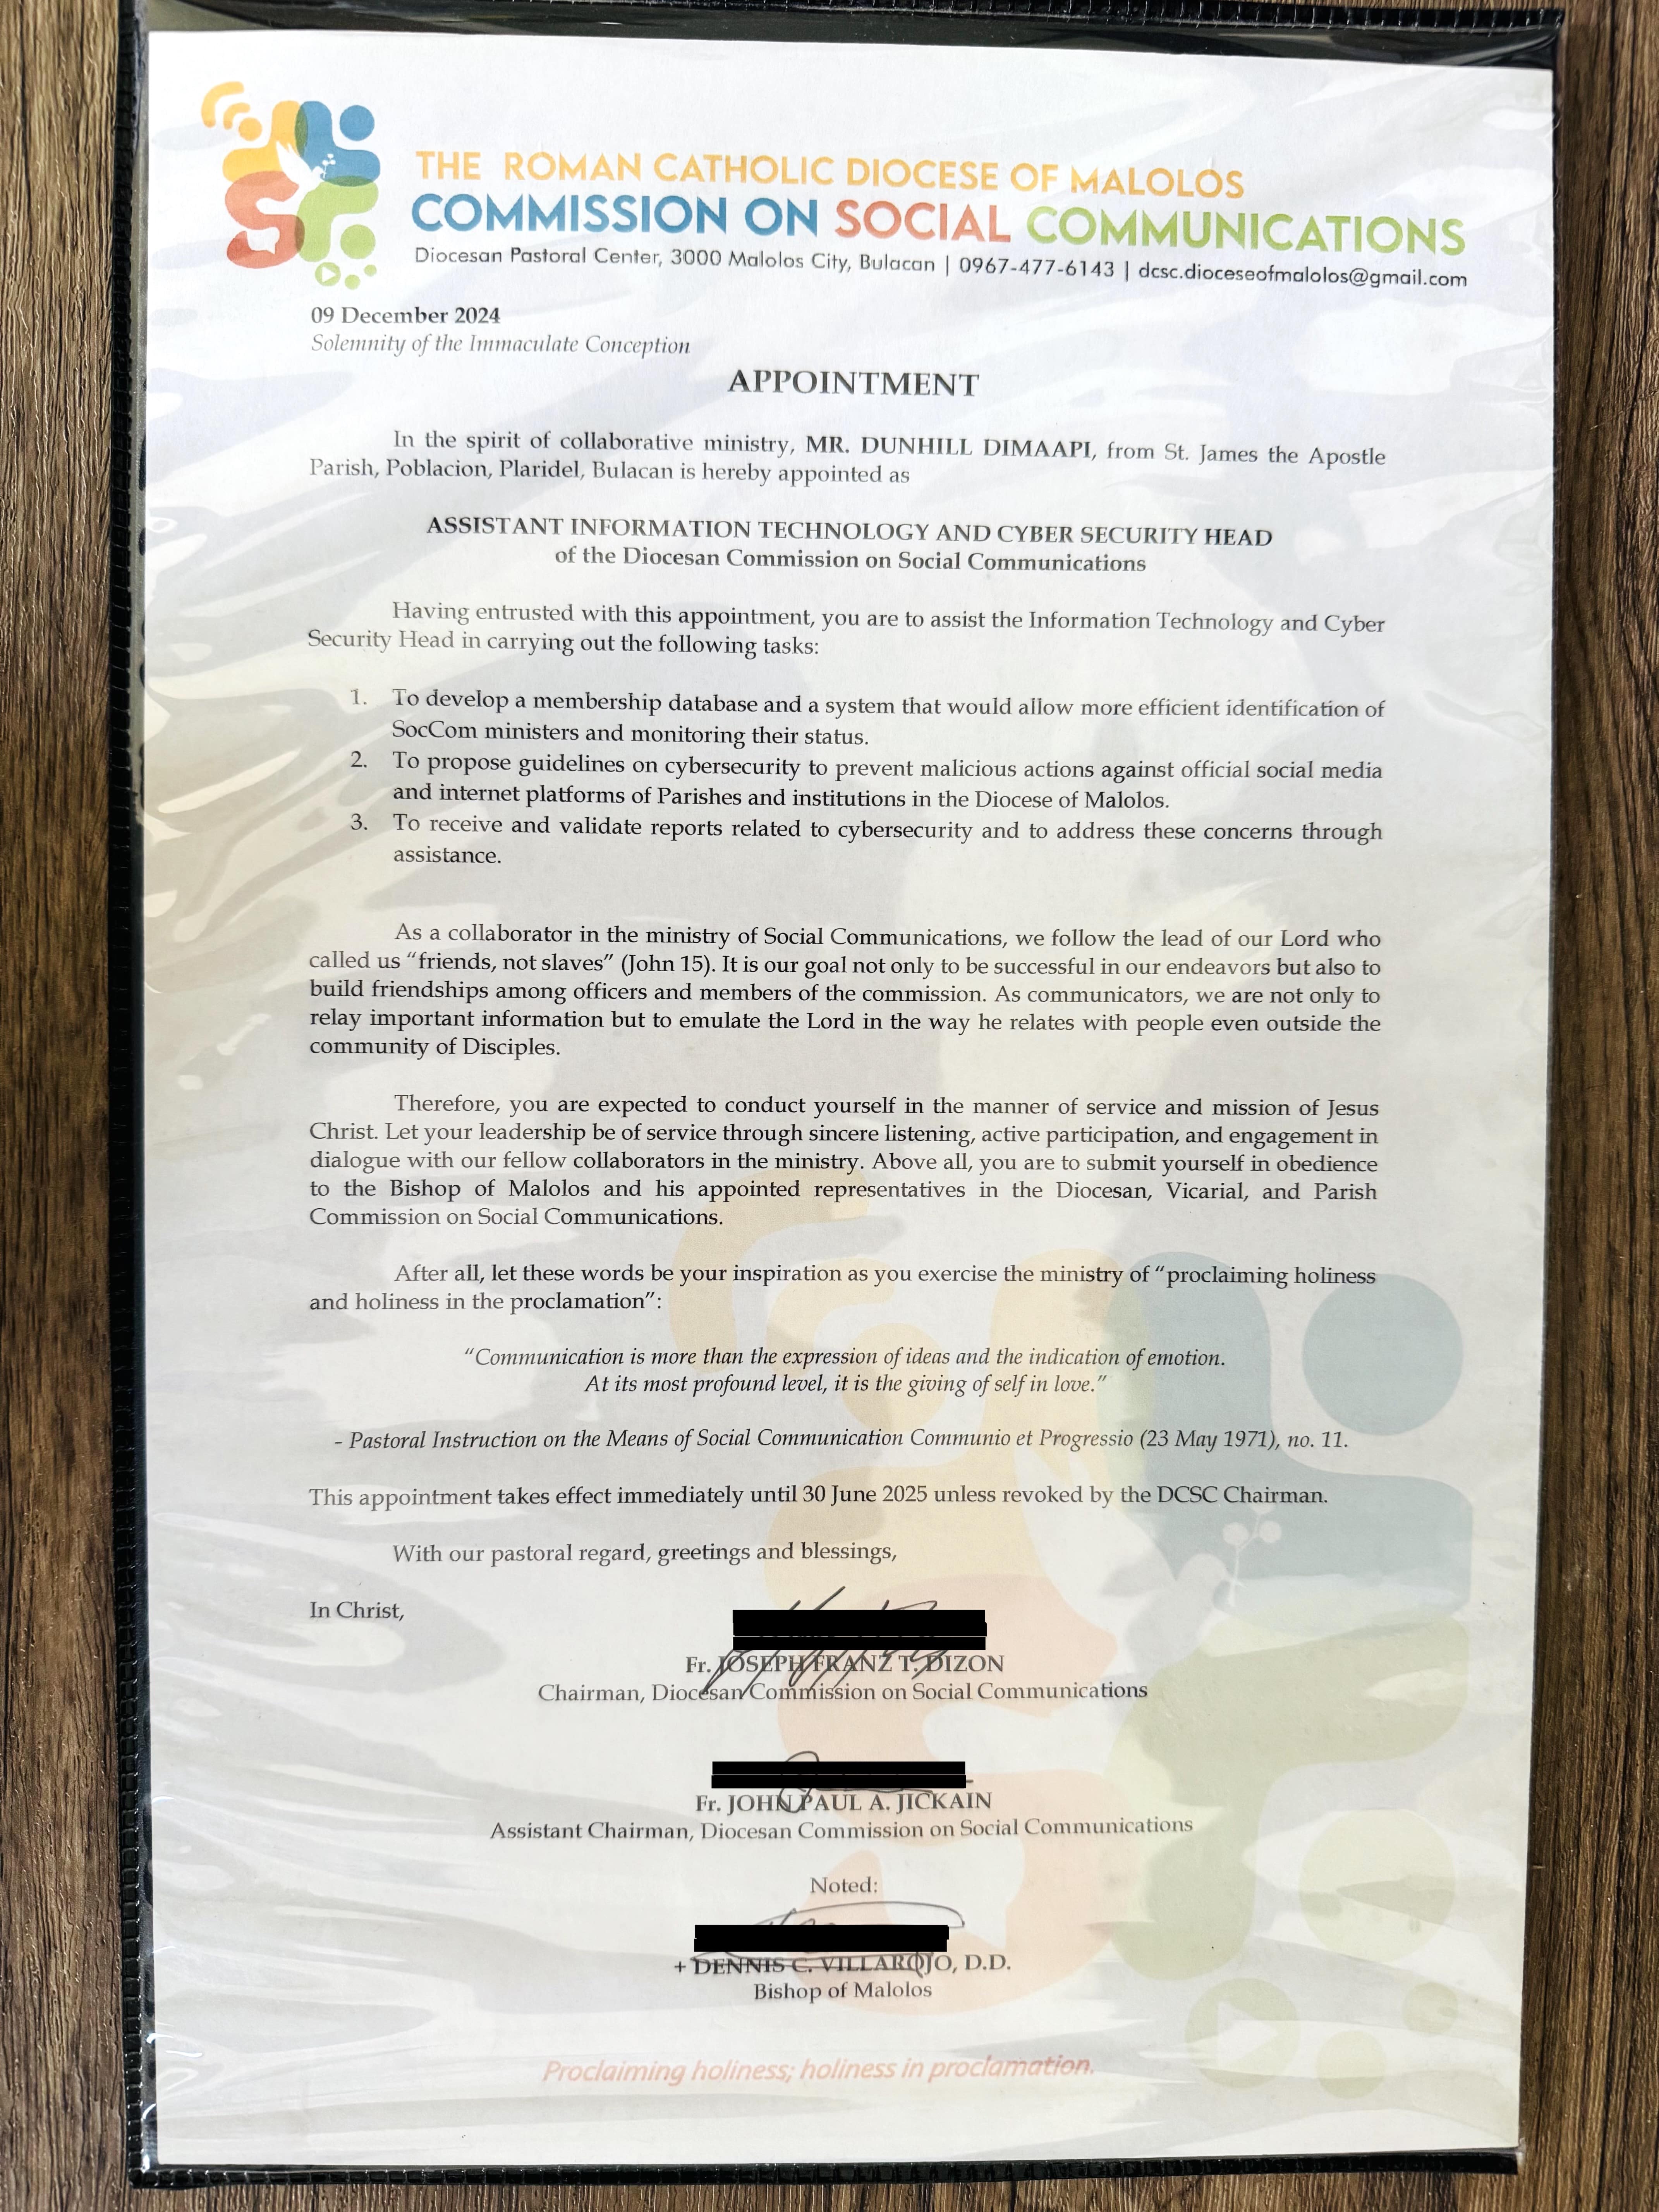 THE ROMAN CATHOLIC DIOCESE OF MALOLOS
COMMISSION ON SOCIAL COMMUNICATIONS
Diocesan Pastoral Center, 3000 Malolos City, Bulacan | 0967-477-6143 | dcsc.dioceseofmalolos@gmail.com
09 December 2024
Solemnity of the Immaculate Conception
APPOINTMENT
In the spirit of collaborative ministry, MR. DUNHILL DIMAAPI, from St. James the Apostle
Parish, Poblacion, Plaridel, Bulacan is hereby appointed as
ASSISTANT INFORMATION TECHNOLOGY AND CYBER SECURITY HEAD
of the Diocesan Commission on Social Communications
Having entrusted with this appointment, you are to assist the Information Technology and Cyber
Security Head in carrying out the following tasks:
1. To develop a membership database and a system that would allow more efficient identification of
SocCom ministers and monitoring their status.
2. To propose guidelines on cybersecurity to prevent malicious actions against official social media
and internet platforms of Parishes and institutions in the Diocese of Malolos.
3. To receive and validate reports related to cybersecurity and to address these concerns through
assistance.
As a collaborator in the ministry of Social Communications, we follow the lead of our Lord who
called us “friends, not slaves” (John 15). It is our goal not only to be successful in our endeavors but also to
build friendships among officers and members of the commission. As communicators, we are not only to
relay important information but to emulate the Lord in the way he relates with people even outside the
community of Disciples.
Therefore, you are expected to conduct yourself in the manner of service and mission of Jesus
Christ. Let your leadership be of service through sincere listening, active participation, and engagement in
dialogue with our fellow collaborators in the ministry. Above all, you are to submit yourself in obedience
to the Bishop of Malolos and his appointed representatives in the Diocesan, Vicarial, and Parish
Commission on Social Communications.
After all, let these words be your inspiration as you exercise the ministry of “proclaiming holiness
and holiness in the proclamation”:
“Communication is more than the expression of ideas and the indication of emotion.
At its most profound level, it is the giving of self in love.”
- Pastoral Instruction on the Means of Social Communication Communio et Progressio (23 May 1971), no. 11.
This appointment takes effect immediately until 30 June 2025 unless revoked by the DCSC Chairman.
With our pastoral regard, greetings and blessings,
In Christ,
Fr. JOSEPH FRANZ T. DIZON
Chairman, Diocesan Commission on Social Communications
Fr. JOHN PAUL A. JICKAIN
Assistant Chairman, Diocesan Commission on Social Communications
Noted:
+ DENNIS C. VILLAROJO, D.D.
Bishop of Malolos
Proclaiming holiness; holiness in proclamation.